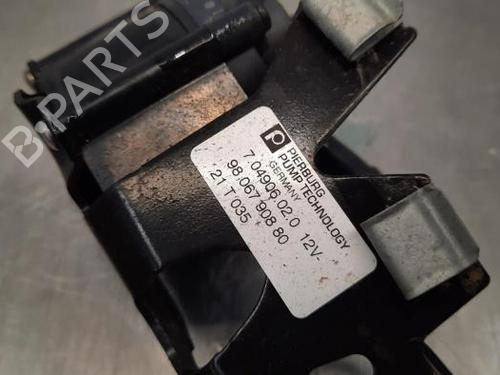 B-PARTS
PIERBURG
PUMP TECHNOLOGY
GERMANY
7.04906.02.0 12V-
98 067 908 80
21 T 035